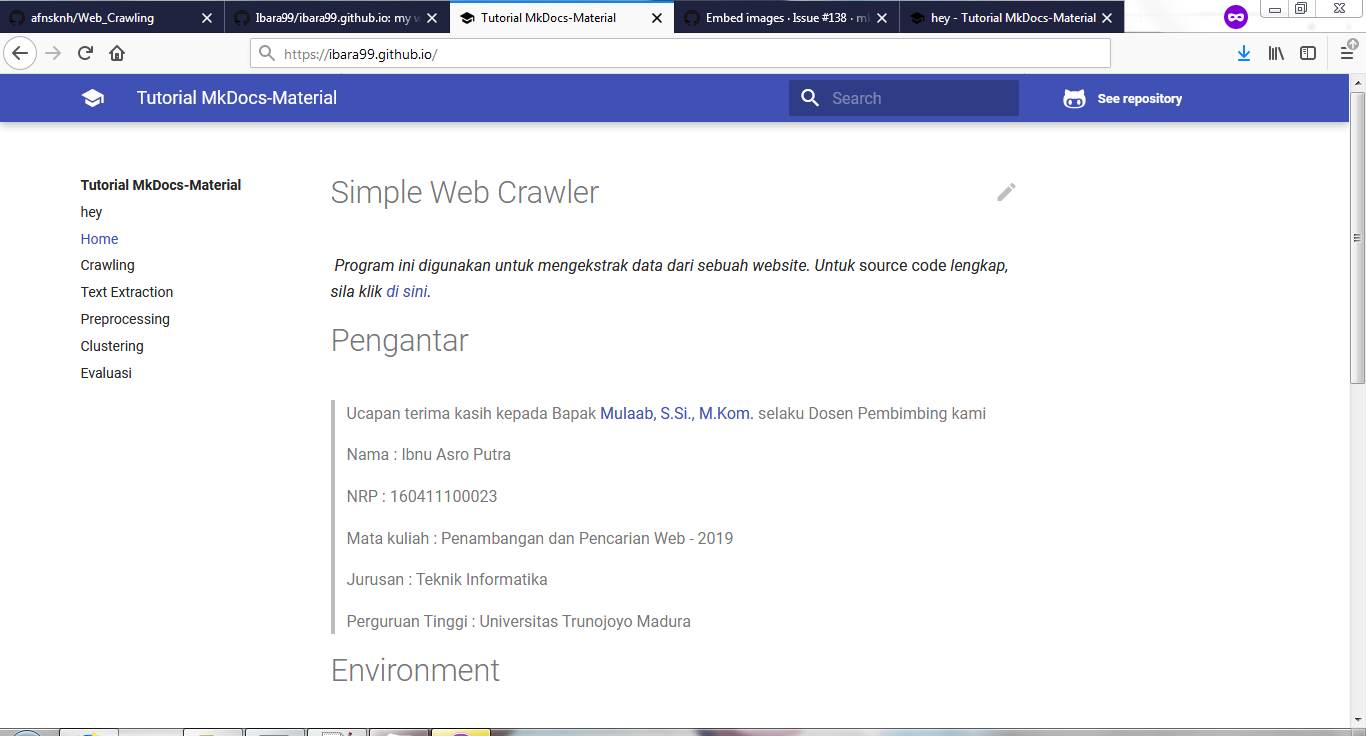 afnsknh/Web_Crawling
Ibara99/ibara99.github.io: my w
Tutorial MkDocs-Material
Embed images · Issue #138 · m
hey - Tutorial MkDocs-Material
https://ibara99.github.io/
Tutorial MkDocs-Material
Search
See repository
Tutorial MkDocs-Material
hey
Home
Crawling
Text Extraction
Preprocessing
Clustering
Evaluasi
Simple Web Crawler
Program ini digunakan untuk mengekstrak data dari sebuah website. Untuk source code lengkap,
sila klik di sini.
Pengantar
Ucapan terima kasih kepada Bapak Mulaab, S.Si., M.Kom. selaku Dosen Pembimbing kami
Nama : Ibnu Asro Putra
NRP : 160411100023
Mata kuliah : Penambangan dan Pencarian Web - 2019
Jurusan : Teknik Informatika
Perguruan Tinggi : Universitas Trunojoyo Madura
Environment